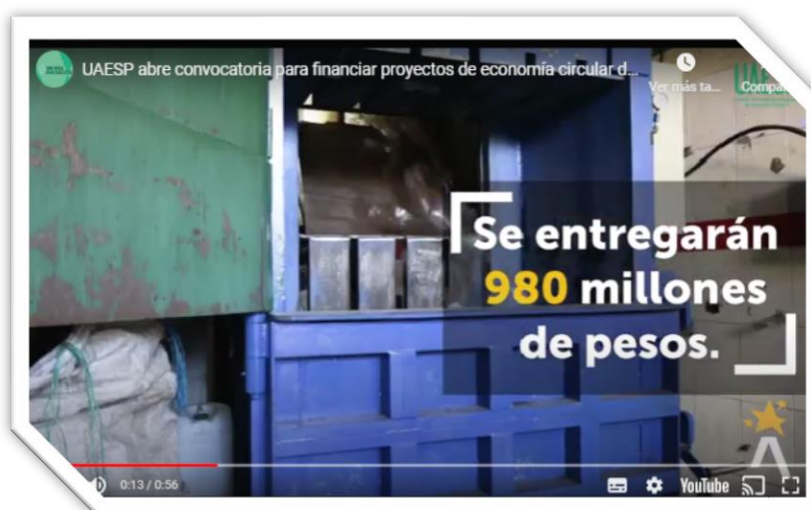 UAESP abre convocatoria para financiar proyectos de economía circular d...
Ver más ta...
UAESP
Se entregarán
980 millones
de pesos.
0:13 / 0:56
YouTube